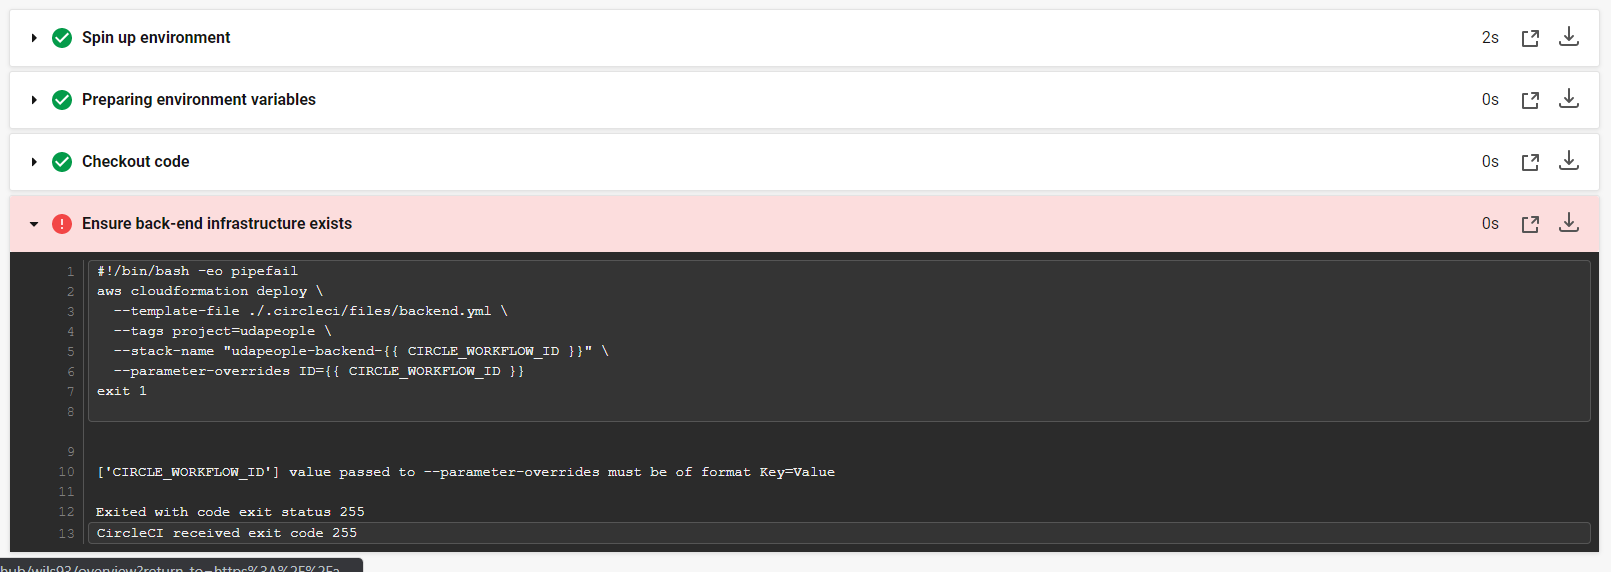 Spin up environment 2s
Preparing environment variables 0s
Checkout code 0s
Ensure back-end infrastructure exists 0s
1 #!/bin/bash -eo pipefail
2 aws cloudformation deploy \
3 --template-file ./.circleci/files/backend.yml \
4 --tags project=udapeople \
5 --stack-name "udapeople-backend-{{ CIRCLE_WORKFLOW_ID }}" \
6 --parameter-overrides ID={{ CIRCLE_WORKFLOW_ID }}
7 exit 1
8
9
10 ['CIRCLE_WORKFLOW_ID'] value passed to --parameter-overrides must be of format Key=Value
11
12 Exited with code exit status 255
13 CircleCI received exit code 255
hub/wils93/overview?return-to=https%3A%2F%2Fa...